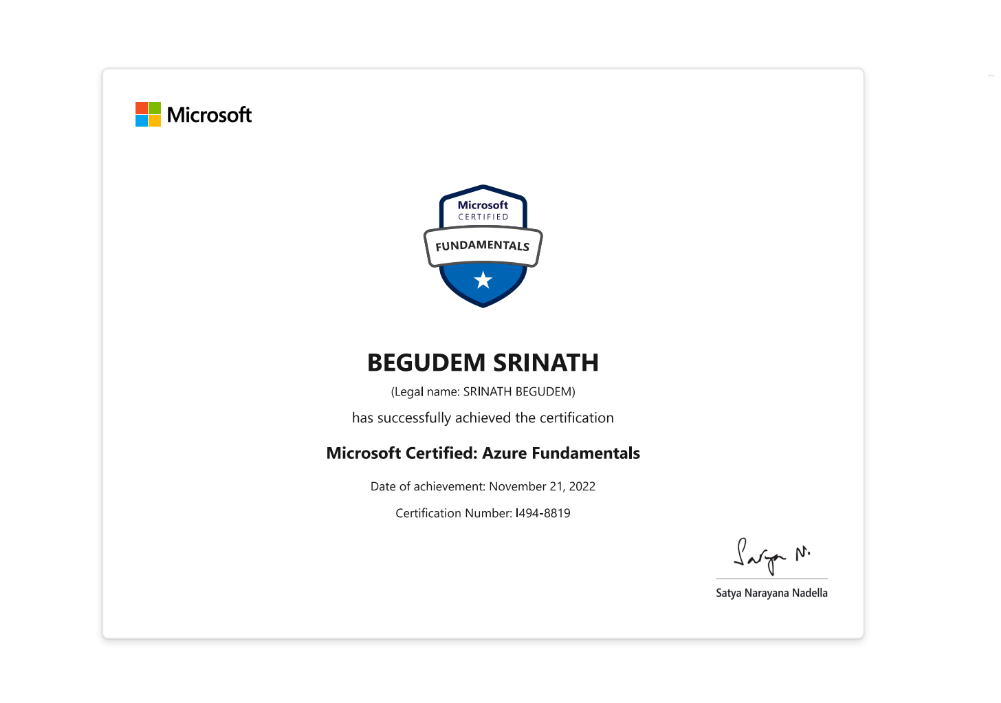 Microsoft
Microsoft
CERTIFIED
FUNDAMENTALS
BEGUDEM SRINATH
(Legal name: SRINATH BEGUDEM)
has successfully achieved the certification
Microsoft Certified: Azure Fundamentals
Date of achievement: November 21, 2022
Certification Number: I494-8819
Satya N.
Satya Narayana Nadella